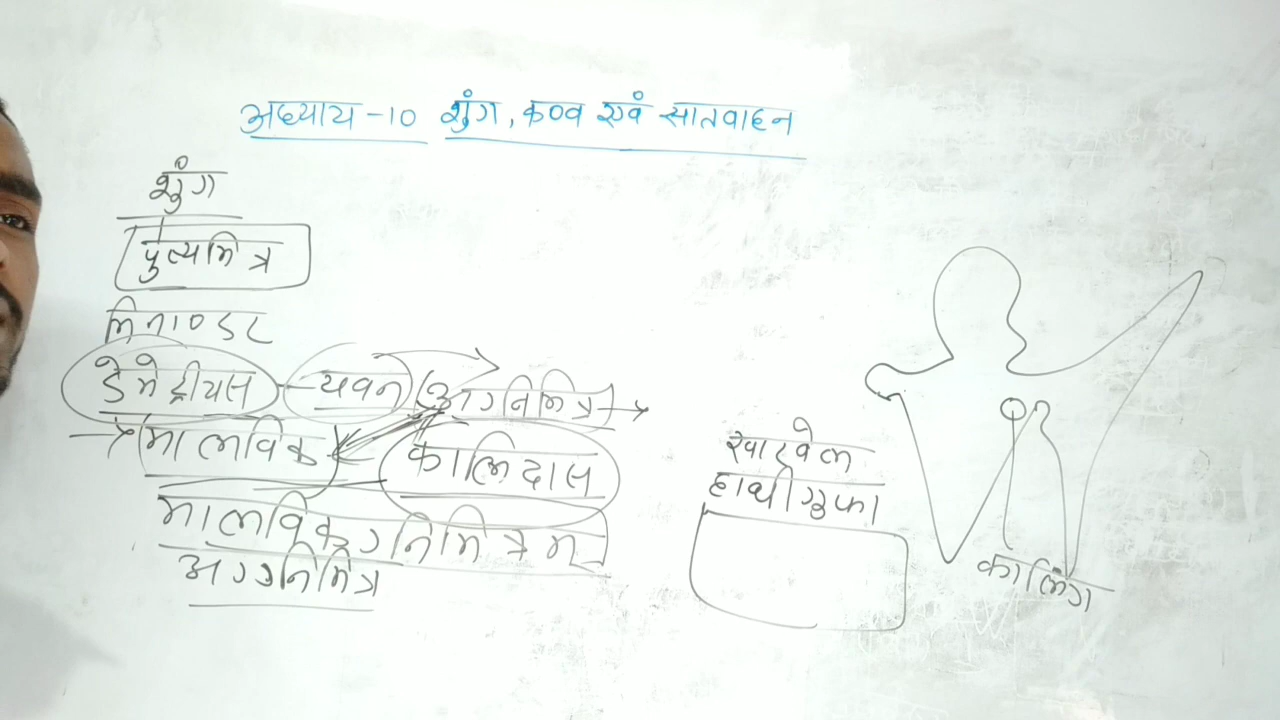 अध्याय -10 शुंग, कण्व एवं सातवाहन
शुंग
पुष्यमित्र
मिनाण्डर
डेमेट्रीयस - यवन (अग्निमित्र) →
→ मालविका कालिदास
मालविकाग्निमित्रम्
अग्निमित्र
खारवेल
हाथीगुफा
कलिंग